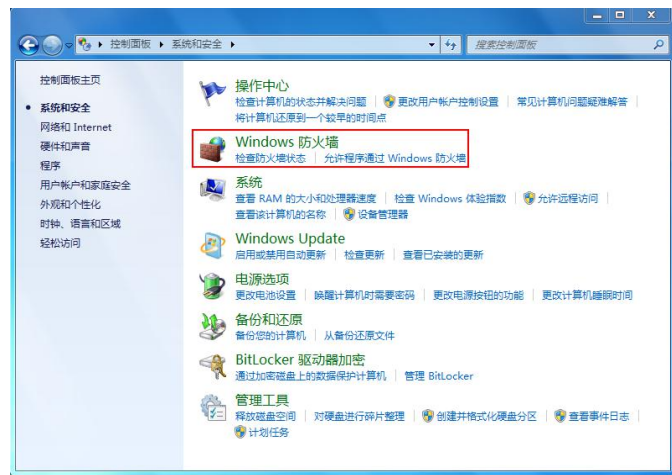 控制面板 系统和安全
搜索控制面板
控制面板主页
系统和安全
网络和 Internet
硬件和声音
程序
用户帐户和家庭安全
外观和个性化
时钟、语言和区域
轻松访问
操作中心
检查计算机的状态并解决问题 更改用户帐户控制设置 常见计算机问题疑难解答
将计算机还原到一个较早的时间点
Windows 防火墙
检查防火墙状态 允许程序通过 Windows 防火墙
系统
查看 RAM 的大小和处理器速度 检查 Windows 体验指数 允许远程访问
查看该计算机的名称 设备管理器
Windows Update
启用或禁用自动更新 检查更新 查看已安装的更新
电源选项
更改电池设置 唤醒计算机时需要密码 更改电源按钮的功能 更改计算机睡眠时间
备份和还原
备份您的计算机 从备份还原文件
BitLocker 驱动器加密
通过加密磁盘上的数据保护计算机 管理 BitLocker
管理工具
释放磁盘空间 对硬盘进行碎片整理 创建并格式化硬盘分区 查看事件日志
计划任务